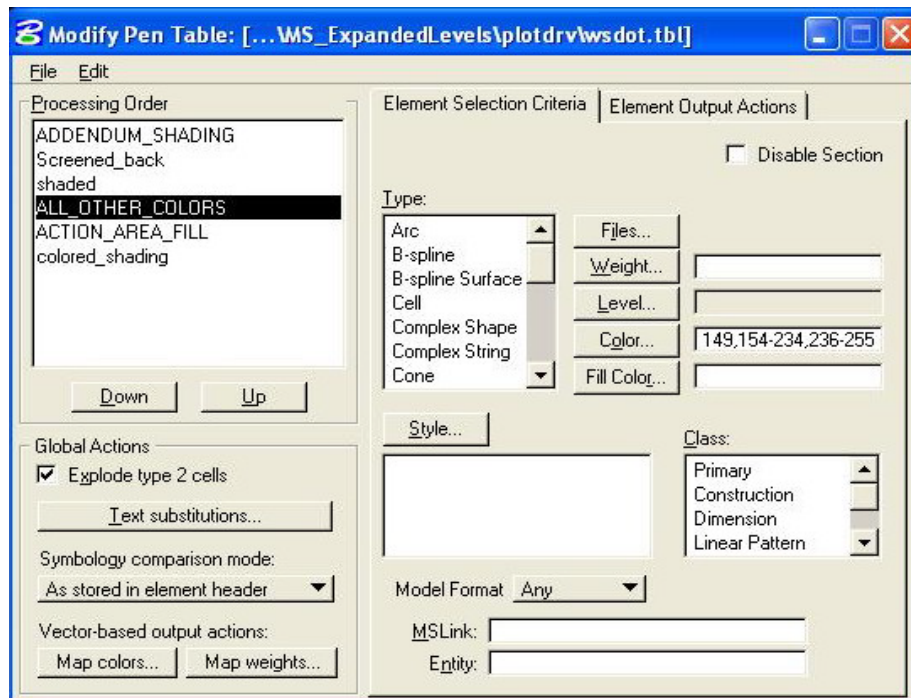 Modify Pen Table: [...\MS_ExpandedLevels\plotdrv\wsdot.tbl]
File Edit
Processing Order
ADDENDUM_SHADING
Screened_back
shaded
ALL_OTHER_COLORS
ACTION_AREA_FILL
colored_shading
Down Up
Global Actions
Explode type 2 cells
Text substitutions...
Symbology comparison mode:
As stored in element header
Vector-based output actions:
Map colors... Map weights...
Element Selection Criteria Element Output Actions
Disable Section
Type:
Arc
B-spline
B-spline Surface
Cell
Complex Shape
Complex String
Cone
Files...
Weight...
Level...
Color... 149,154-234,236-255
Fill Color...
Style...
Class:
Primary
Construction
Dimension
Linear Pattern
Model Format Any
MSLink:
Entity: